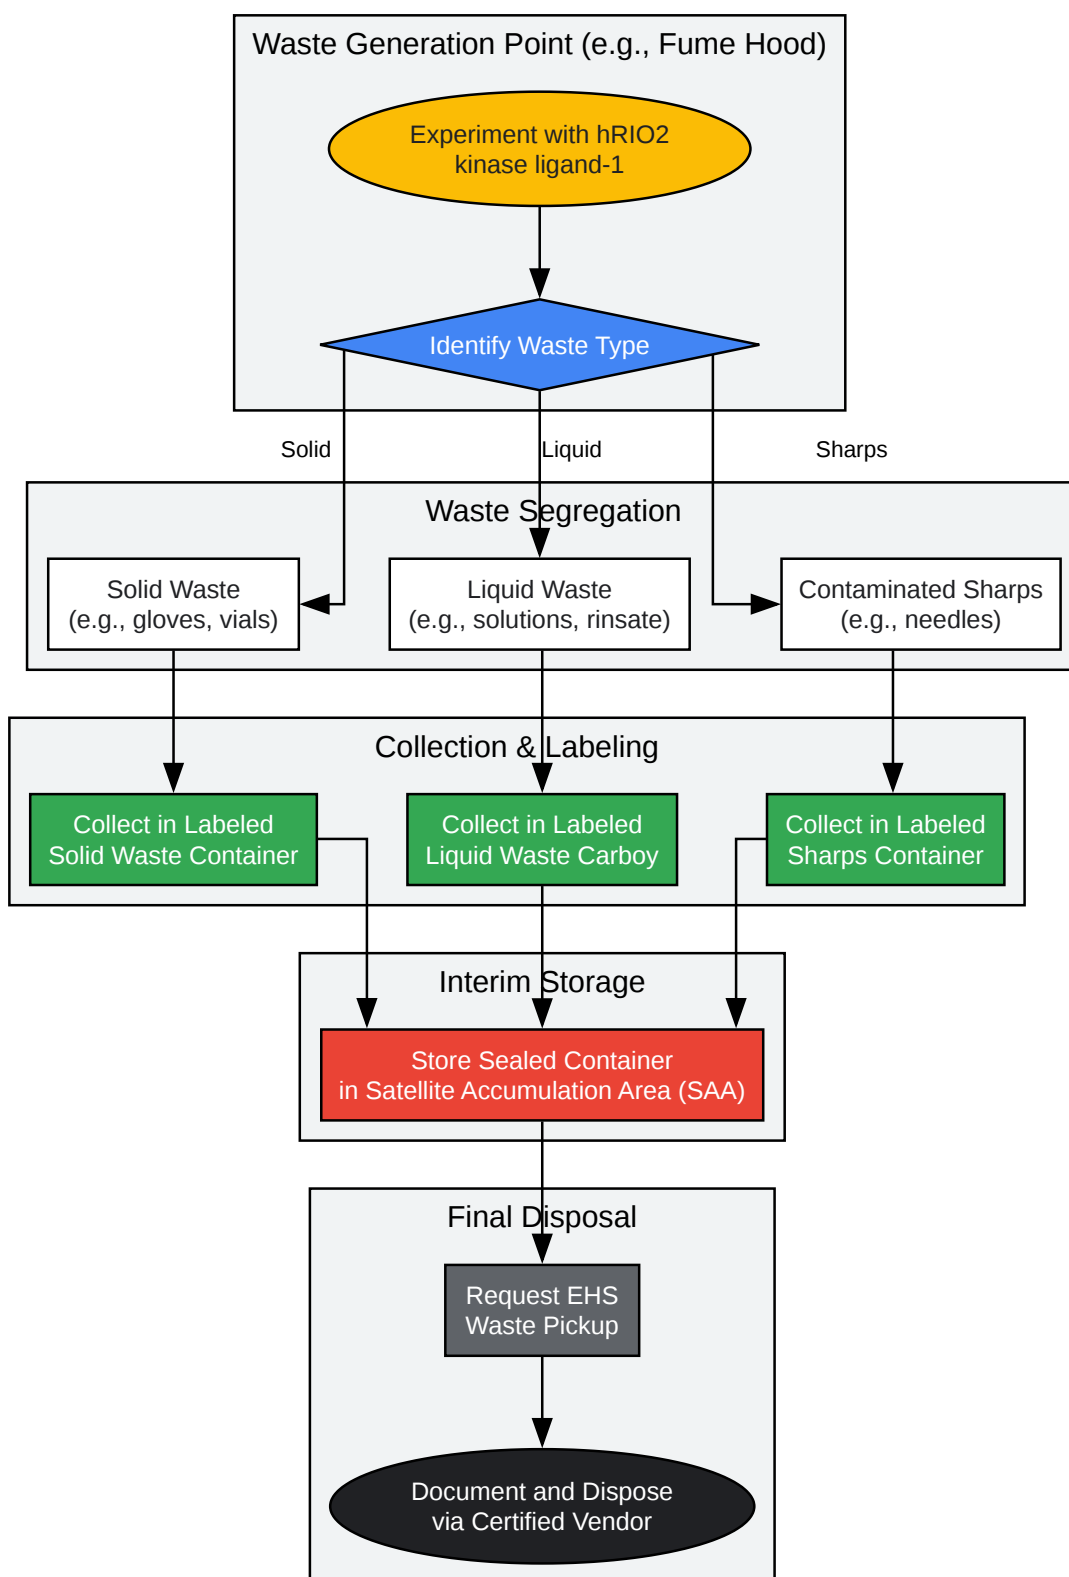 Waste Generation Point (e.g., Fume Hood)
Experiment with hRIO2
kinase ligand-1
Identify Waste Type
Solid
Liquid
Sharps
Waste Segregation
Solid Waste
(e.g., gloves, vials)
Liquid Waste
(e.g., solutions, rinsate)
Contaminated Sharps
(e.g., needles)
Collection & Labeling
Collect in Labeled
Solid Waste Container
Collect in Labeled
Liquid Waste Carboy
Collect in Labeled
Sharps Container
Interim Storage
Store Sealed Container
in Satellite Accumulation Area (SAA)
Final Disposal
Request EHS
Waste Pickup
Document and Dispose
via Certified Vendor